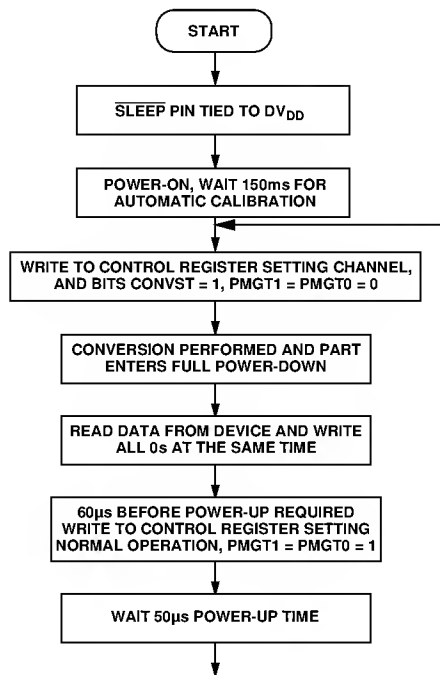 START
SLEEP PIN TIED TO DVDD
POWER-ON, WAIT 150ms FOR
AUTOMATIC CALIBRATION
WRITE TO CONTROL REGISTER SETTING CHANNEL,
AND BITS CONVST = 1, PMGT1 = PMGT0 = 0
CONVERSION PERFORMED AND PART
ENTERS FULL POWER-DOWN
READ DATA FROM DEVICE AND WRITE
ALL 0s AT THE SAME TIME
60µs BEFORE POWER-UP REQUIRED
WRITE TO CONTROL REGISTER SETTING
NORMAL OPERATION, PMGT1 = PMGT0 = 1
WAIT 50µs POWER-UP TIME